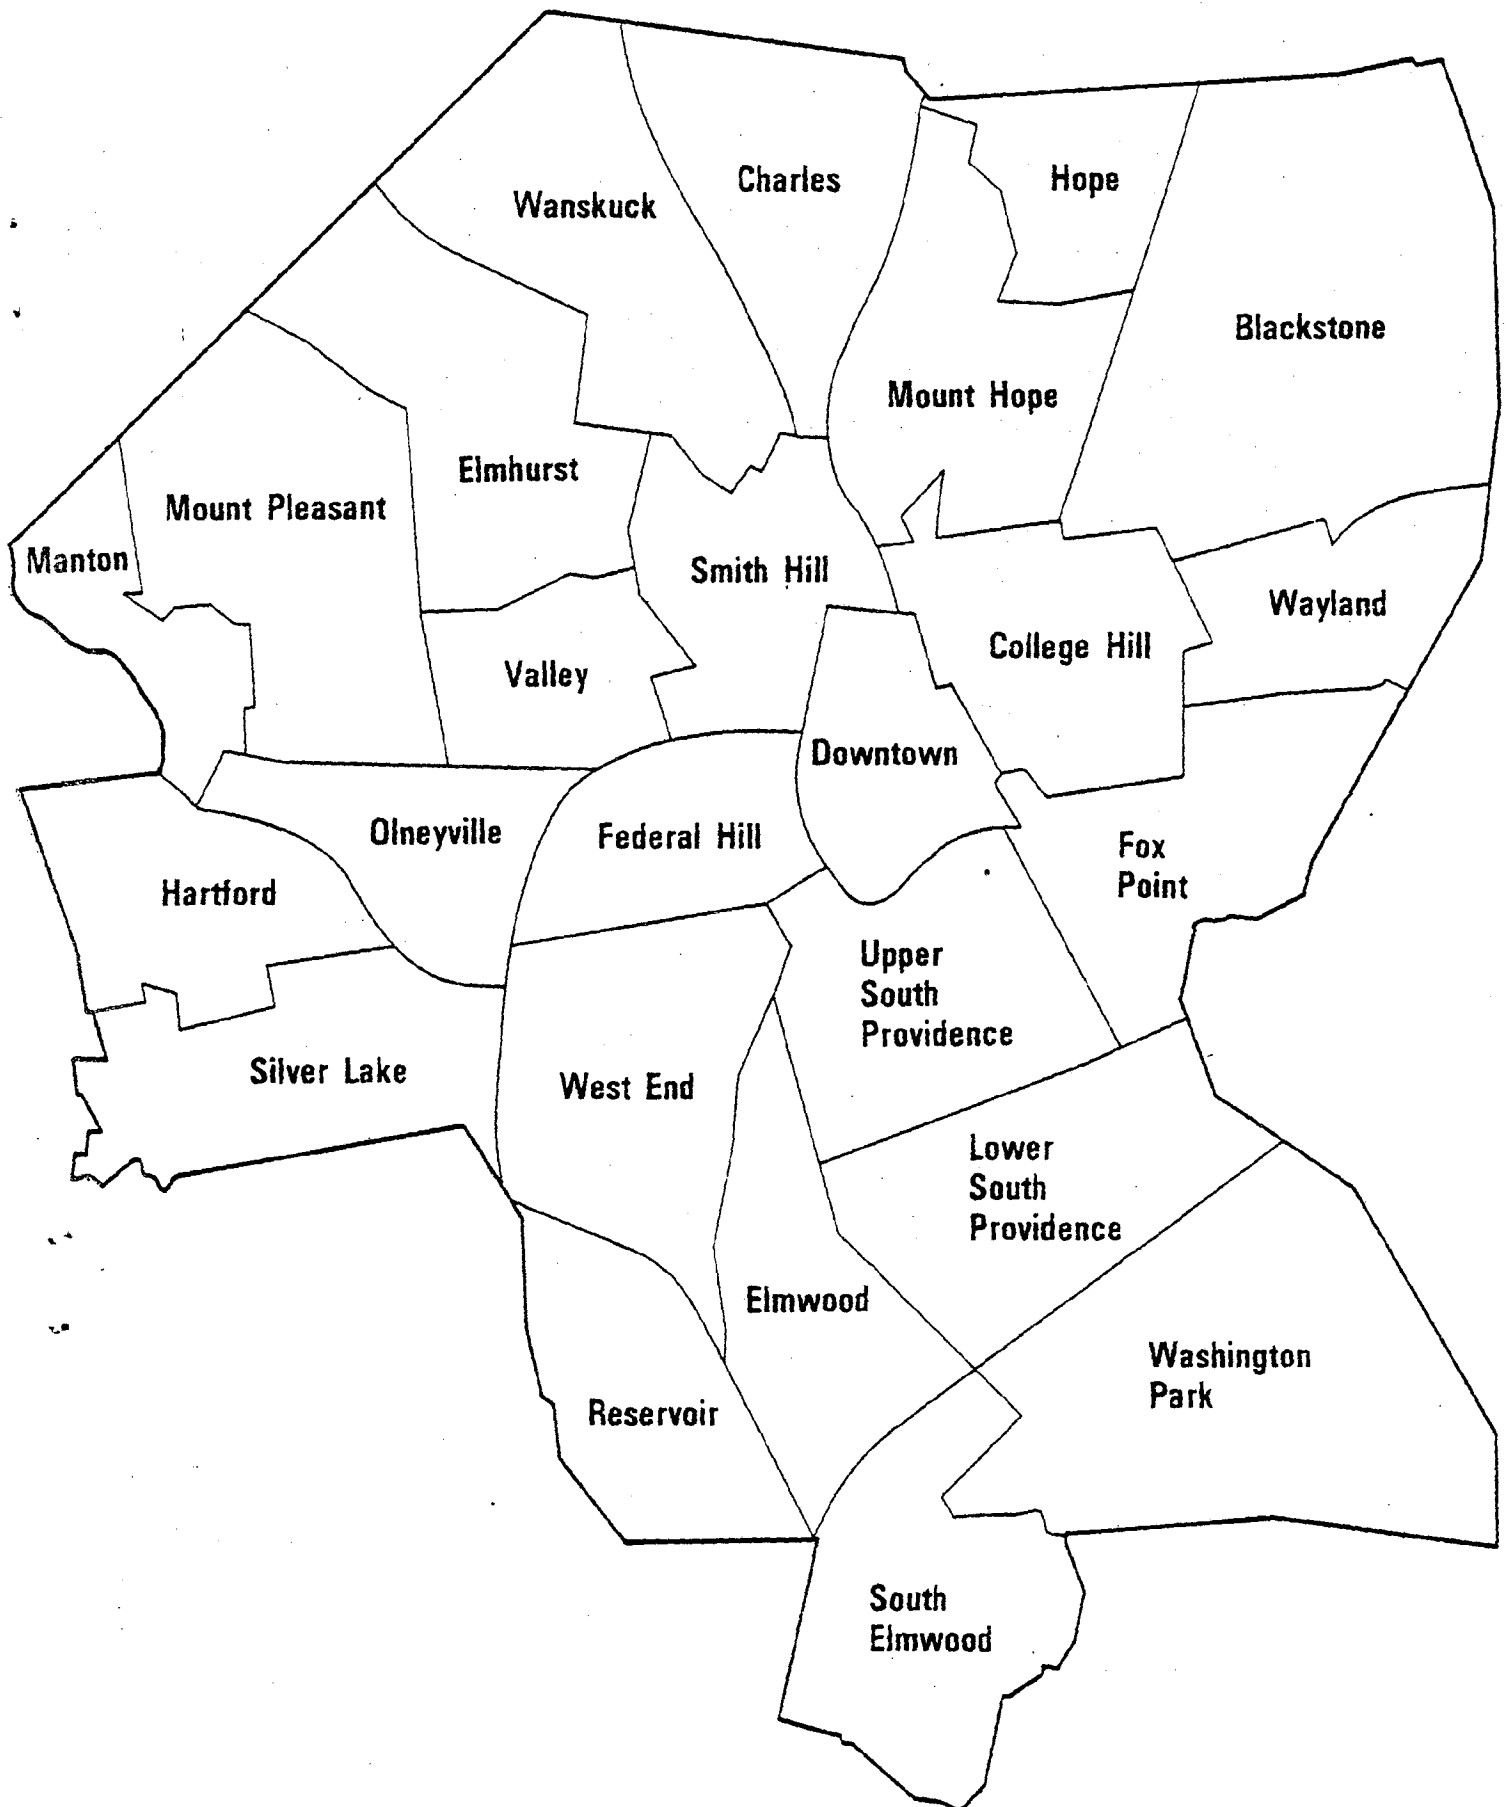 Charles
Hope
Wanskuck
Blackstone
Mount Hope
Elmhurst
Mount Pleasant
Manton
Smith Hill
Wayland
College Hill
Valley
Downtown
Olneyville
Federal Hill
Fox
Point
Hartford
Upper
South
Providence
Silver Lake
West End
Lower
South
Providence
Elmwood
Washington
Park
Reservoir
South
Elmwood